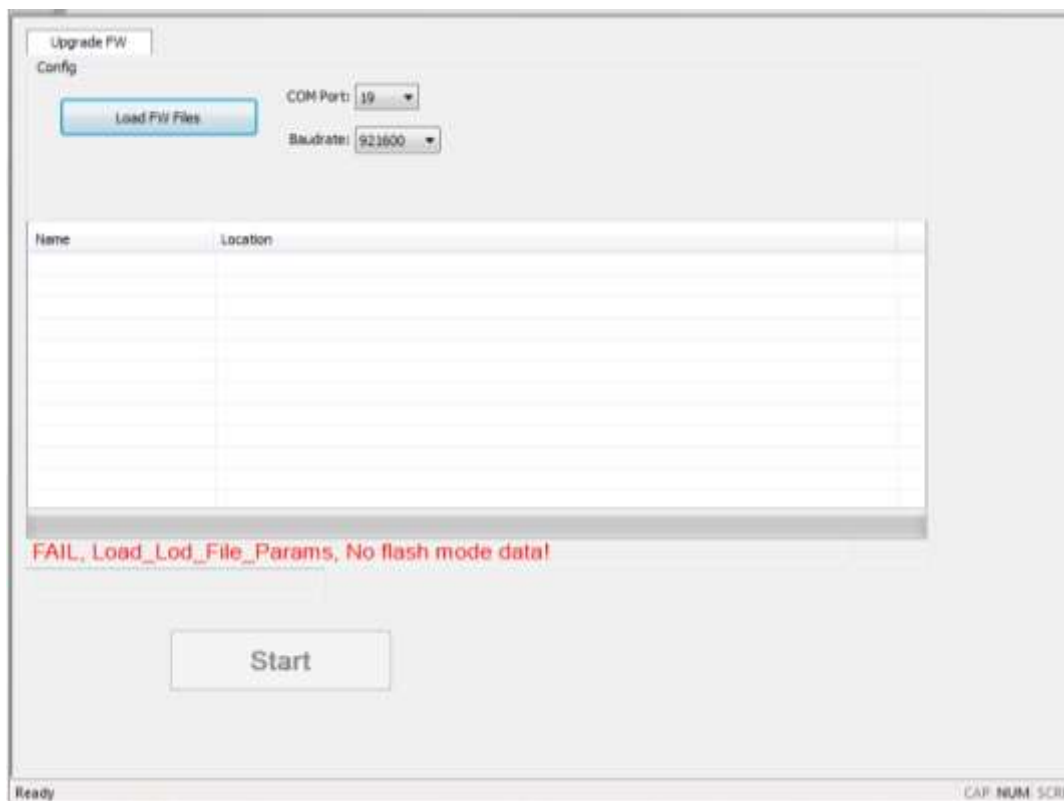 Upgrade FW
Config
Load FW Files
COM Port: 19
Baudrate: 921600
Name Location
FAIL, Load_Lod_File_Params, No flash mode data!
Start
Ready CAP NUM SCR